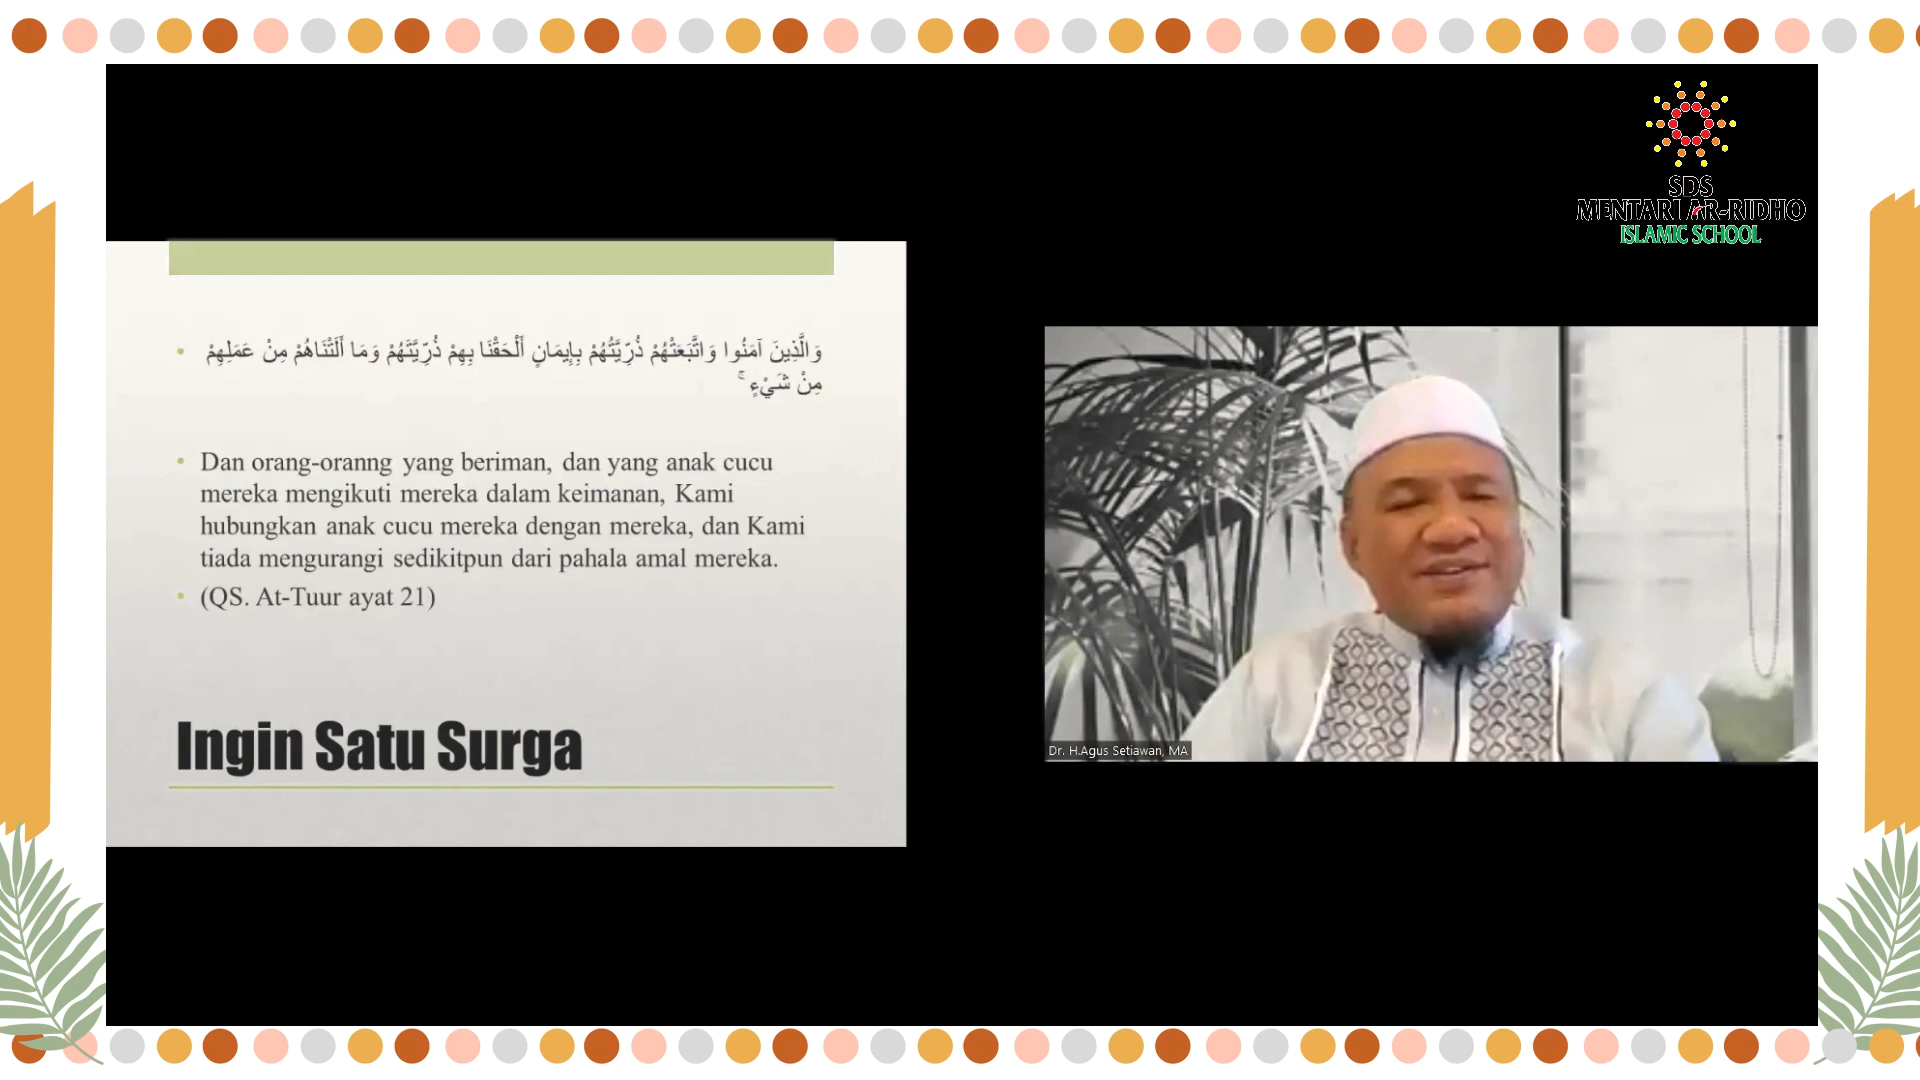 SDS
MENTARI AR-RIDHO
ISLAMIC SCHOOL
• وَالَّذِينَ آمَنُوا وَاتَّبَعَتْهُمْ ذُرِّيَّتُهُمْ بِإِيمَانٍ أَلْحَقْنَا بِهِمْ ذُرِّيَّتَهُمْ وَمَا أَلَتْنَاهُمْ مِنْ عَمَلِهِمْ
مِنْ شَيْءٍ ۚ
• Dan orang-oranng yang beriman, dan yang anak cucu
mereka mengikuti mereka dalam keimanan, Kami
hubungkan anak cucu mereka dengan mereka, dan Kami
tiada mengurangi sedikitpun dari pahala amal mereka.
• (QS. At-Tuur ayat 21)
Ingin Satu Surga
Dr. H.Agus Setiawan, MA